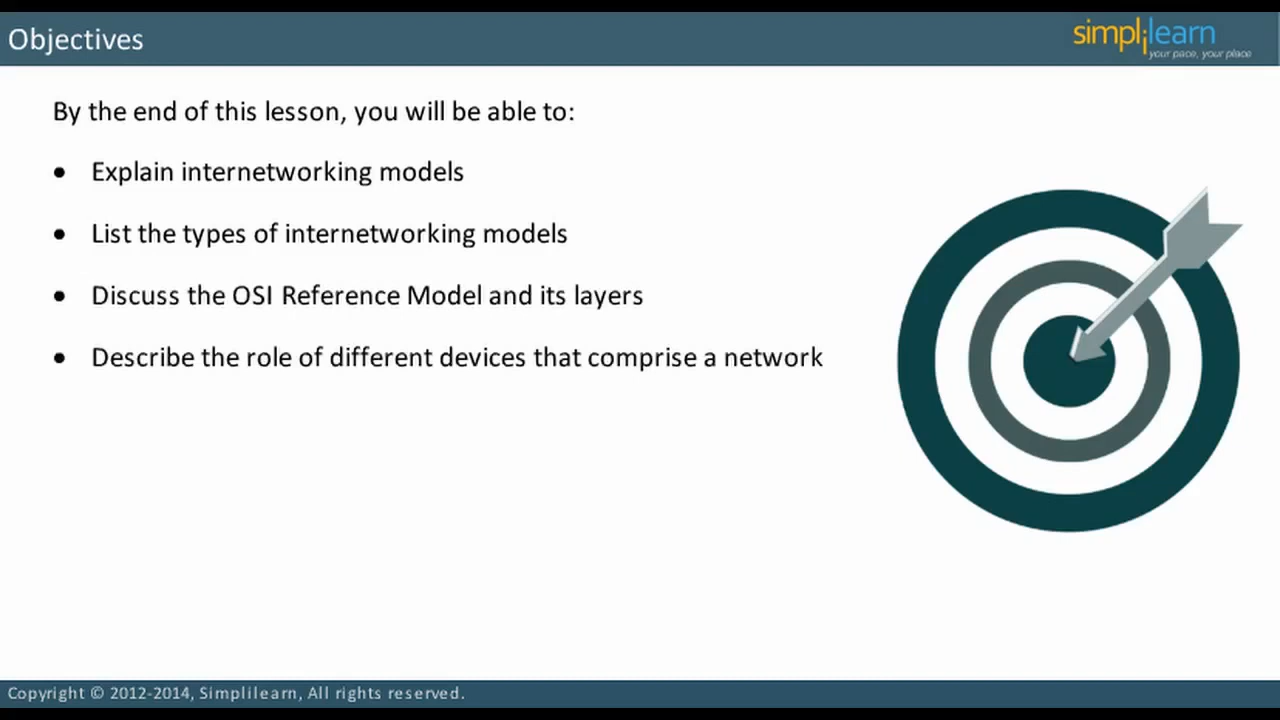 Objectives
simplilearn
your pace, your place
By the end of this lesson, you will be able to:
• Explain internetworking models
• List the types of internetworking models
• Discuss the OSI Reference Model and its layers
• Describe the role of different devices that comprise a network
Copyright © 2012-2014, Simplilearn, All rights reserved.